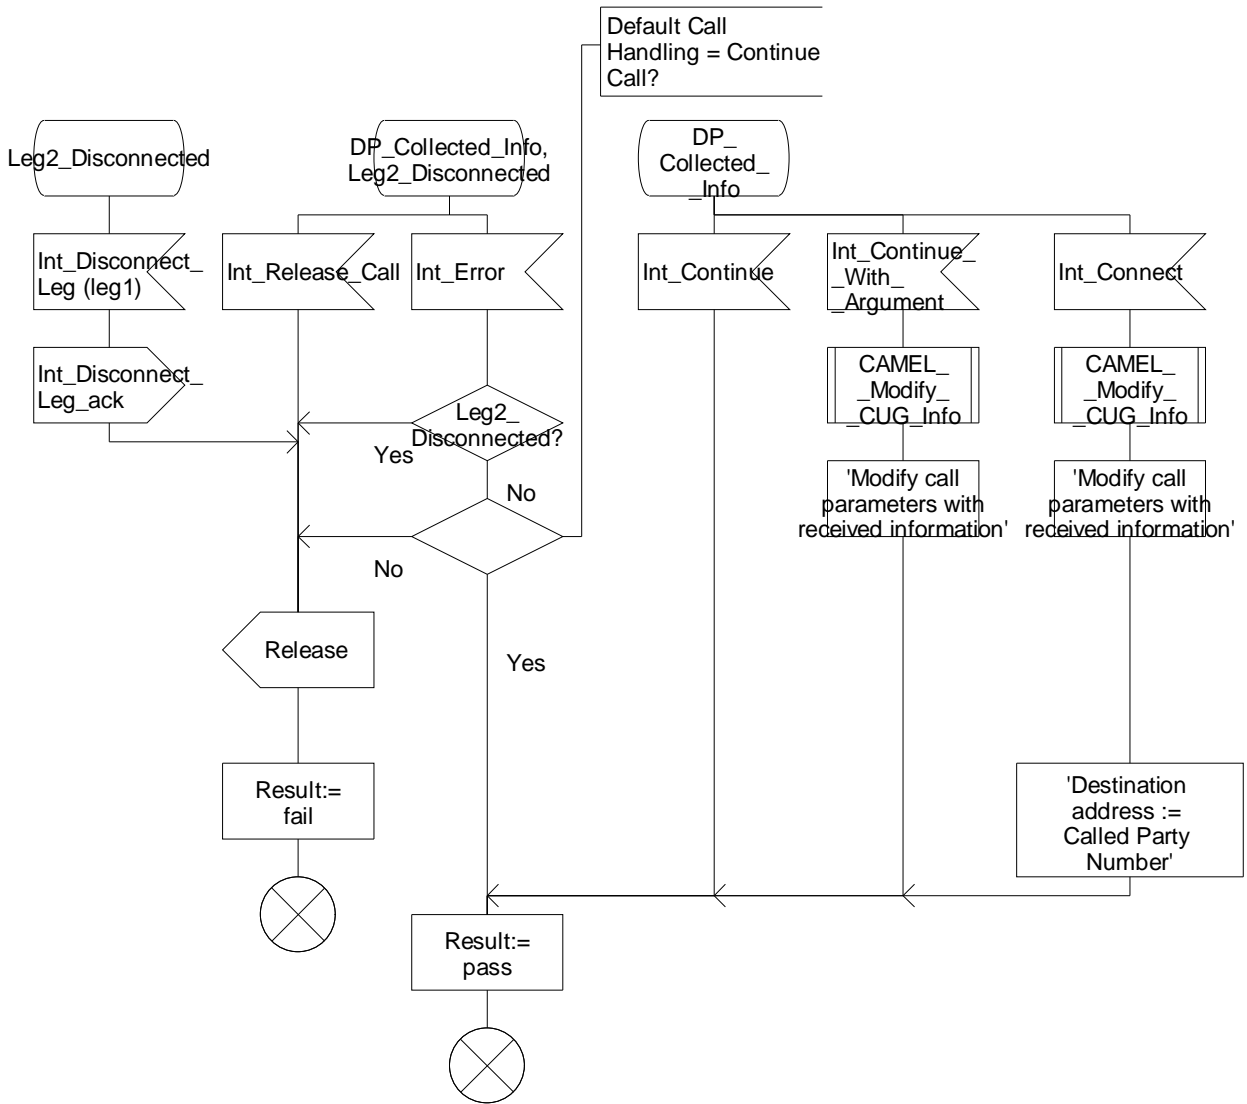 Default Call
Handling = Continue
Call?
Leg2_Disconnected
DP_Collected_Info,
Leg2_Disconnected
DP_
Collected_
_Info
Int_Disconnect_
Leg (leg1)
Int_Release_Call
Int_Error
Int_Continue
Int_Continue_
_With_
_Argument
Int_Connect
Int_Disconnect_
Leg_ack
Leg2_
Disconnected?
CAMEL_
_Modify_
_CUG_Info
CAMEL_
_Modify_
_CUG_Info
Yes
No
'Modify call
parameters with
received information'
'Modify call
parameters with
received information'
No
Release
Yes
Result:=
fail
'Destination
address :=
Called Party
Number'
Result:=
pass